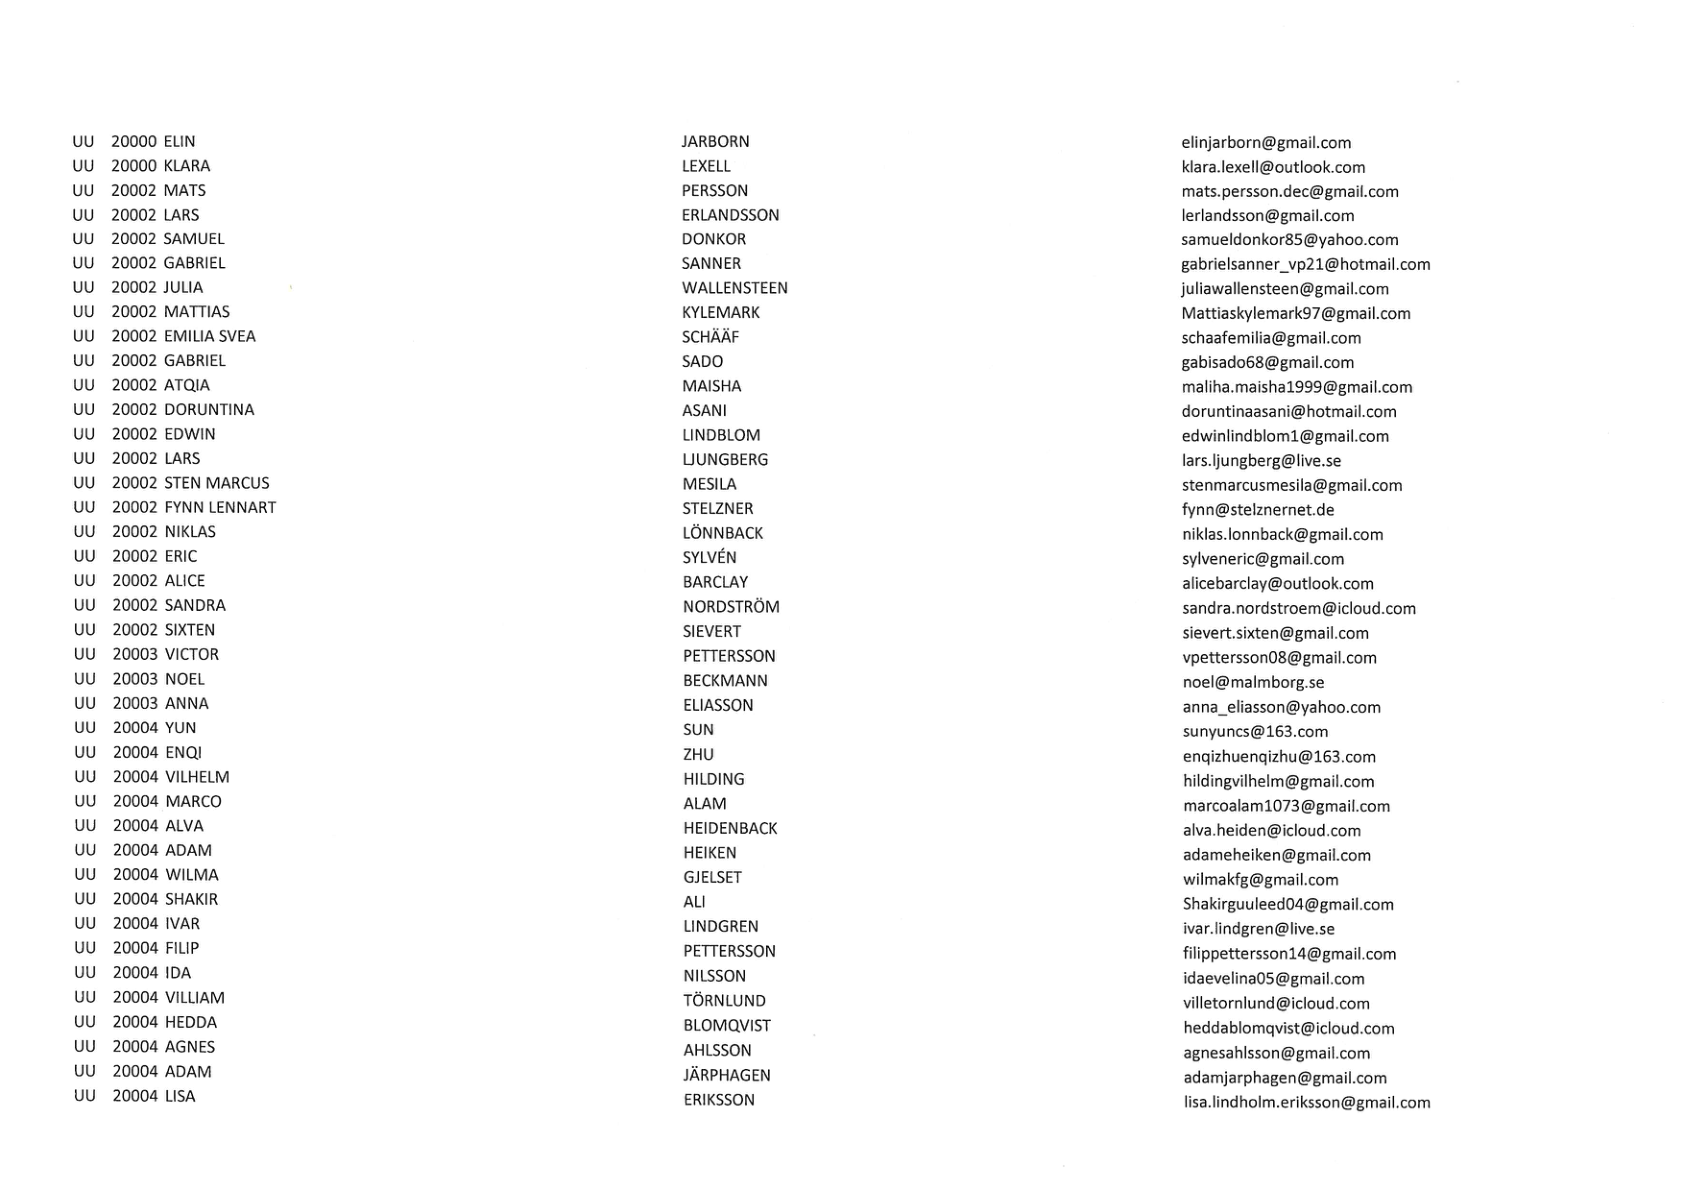 UU 20000 ELIN JARBORN elinjarborn@gmail.com
UU 20000 KLARA LEXELL klara.lexell@outlook.com
UU 20002 MATS PERSSON mats.persson.dec@gmail.com
UU 20002 LARS ERLANDSSON lerlandsson@gmail.com
UU 20002 SAMUEL DONKOR samueldonkor85@yahoo.com
UU 20002 GABRIEL SANNER gabrielsanner_vp21@hotmail.com
UU 20002 JULIA WALLENSTEEN juliawallensteen@gmail.com
UU 20002 MATTIAS KYLEMARK Mattiaskylemark97@gmail.com
UU 20002 EMILIA SVEA SCHÄÄF schaafemilia@gmail.com
UU 20002 GABRIEL SADO gabisado68@gmail.com
UU 20002 ATQIA MAISHA maliha.maisha1999@gmail.com
UU 20002 DORUNTINA ASANI doruntinaasani@hotmail.com
UU 20002 EDWIN LINDBLOM edwinlindblom1@gmail.com
UU 20002 LARS LJUNGBERG lars.ljungberg@live.se
UU 20002 STEN MARCUS MESILA stenmarcusmesila@gmail.com
UU 20002 FYNN LENNART STELZNER fynn@stelznernet.de
UU 20002 NIKLAS LÖNNBACK niklas.lonnback@gmail.com
UU 20002 ERIC SYLVÉN sylveneric@gmail.com
UU 20002 ALICE BARCLAY alicebarclay@outlook.com
UU 20002 SANDRA NORDSTRÖM sandra.nordstroem@icloud.com
UU 20002 SIXTEN SIEVERT sievert.sixten@gmail.com
UU 20003 VICTOR PETTERSSON vpettersson08@gmail.com
UU 20003 NOEL BECKMANN noel@malmborg.se
UU 20003 ANNA ELIASSON anna_eliasson@yahoo.com
UU 20004 YUN SUN sunyuncs@163.com
UU 20004 ENQI ZHU enqizhuenqizhu@163.com
UU 20004 VILHELM HILDING hildingvilhelm@gmail.com
UU 20004 MARCO ALAM marcoalam1073@gmail.com
UU 20004 ALVA HEIDENBACK alva.heiden@icloud.com
UU 20004 ADAM HEIKEN adameheiken@gmail.com
UU 20004 WILMA GJELSET wilmakfg@gmail.com
UU 20004 SHAKIR ALI Shakirguuleed04@gmail.com
UU 20004 IVAR LINDGREN ivar.lindgren@live.se
UU 20004 FILIP PETTERSSON filippettersson14@gmail.com
UU 20004 IDA NILSSON idaevelina05@gmail.com
UU 20004 VILLIAM TÖRNLUND villetornlund@icloud.com
UU 20004 HEDDA BLOMQVIST heddablomqvist@icloud.com
UU 20004 AGNES AHLSSON agnesahlsson@gmail.com
UU 20004 ADAM JÄRPHAGEN adamjarphagen@gmail.com
UU 20004 LISA ERIKSSON lisa.lindholm.eriksson@gmail.com